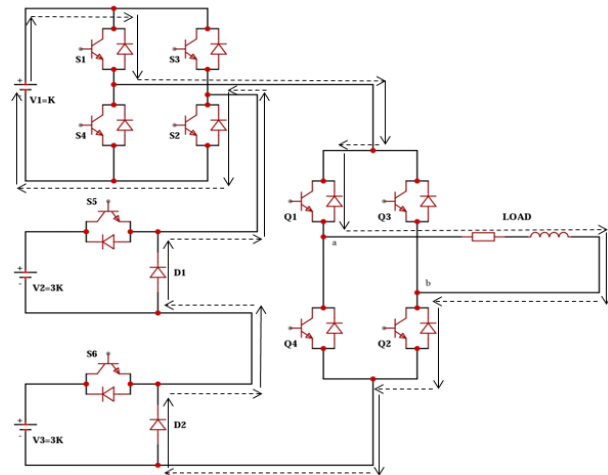 S1
S3
+
-
V1=K
S4
S2
S5
Q1
Q3
LOAD
a
+
-
V2=3K
D1
b
Q4
Q2
S6
+
-
V3=3K
D2